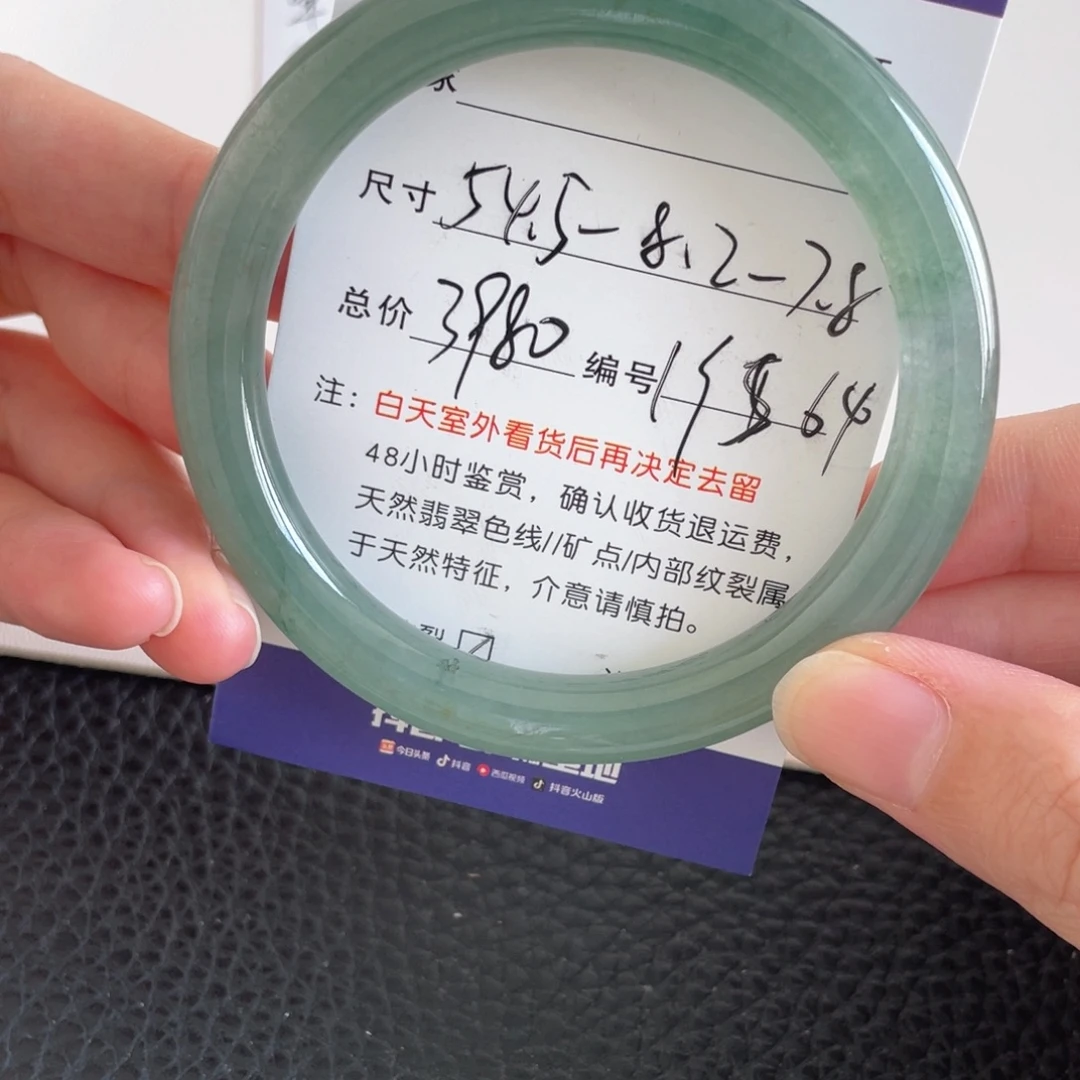 尺寸 54.5-8.2-7.8
总价 3980 编号
注：白天室外看货后再决定去留
48小时鉴赏，确认收货退运费，
天然翡翠色线//矿点/内部纹裂属
于天然特征，介意请慎拍。
裂
今日头条 抖音 西瓜视频 抖音火山版